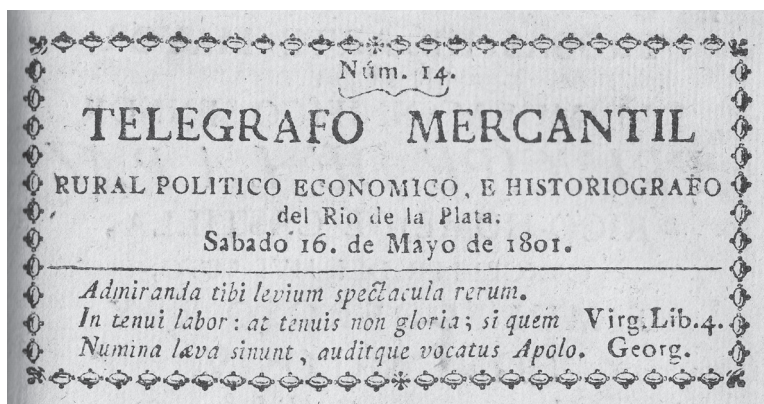 Núm. 14.
TELEGRAFO MERCANTIL
RURAL POLITICO ECONOMICO, E HISTORIOGRAFO
del Rio de la Plata.
Sabado 16. de Mayo de 1801.
Admiranda tibi levium spectacula rerum.
In tenui labor: at tenuis non gloria; si quem Virg. Lib. 4.
Numina læva sinunt, auditque vocatus Apolo. Georg.